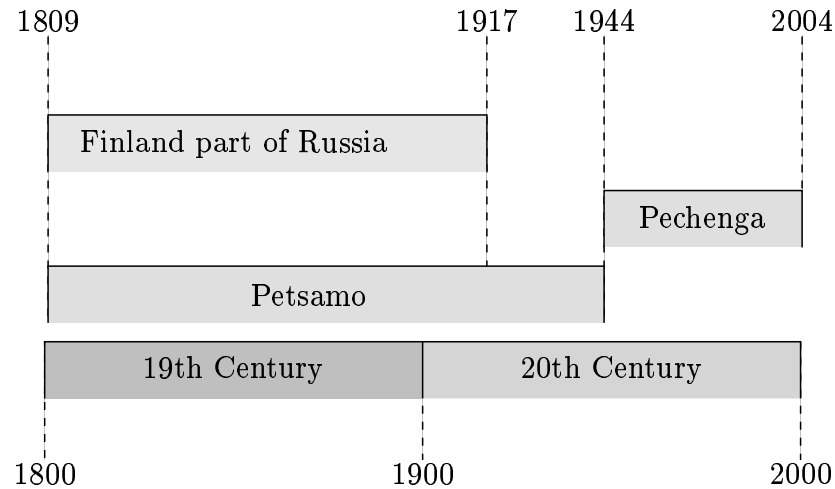 1809 1917 1944 2004
Finland part of Russia
Pechenga
Petsamo
19th Century 20th Century
1800 1900 2000